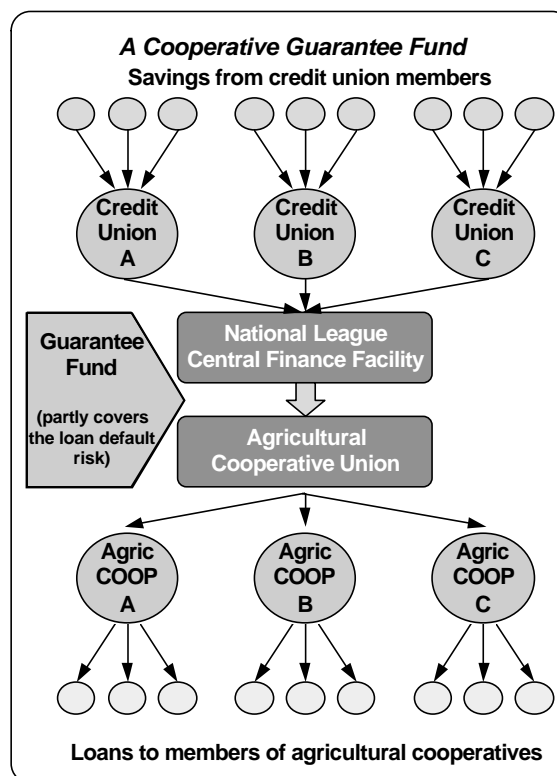 A Cooperative Guarantee Fund
Savings from credit union members
Credit
Union
A
Credit
Union
B
Credit
Union
C
Guarantee
Fund
(partly covers
the loan default
risk)
National League
Central Finance Facility
Agricultural
Cooperative Union
Agric
COOP
A
Agric
COOP
B
Agric
COOP
C
Loans to members of agricultural cooperatives